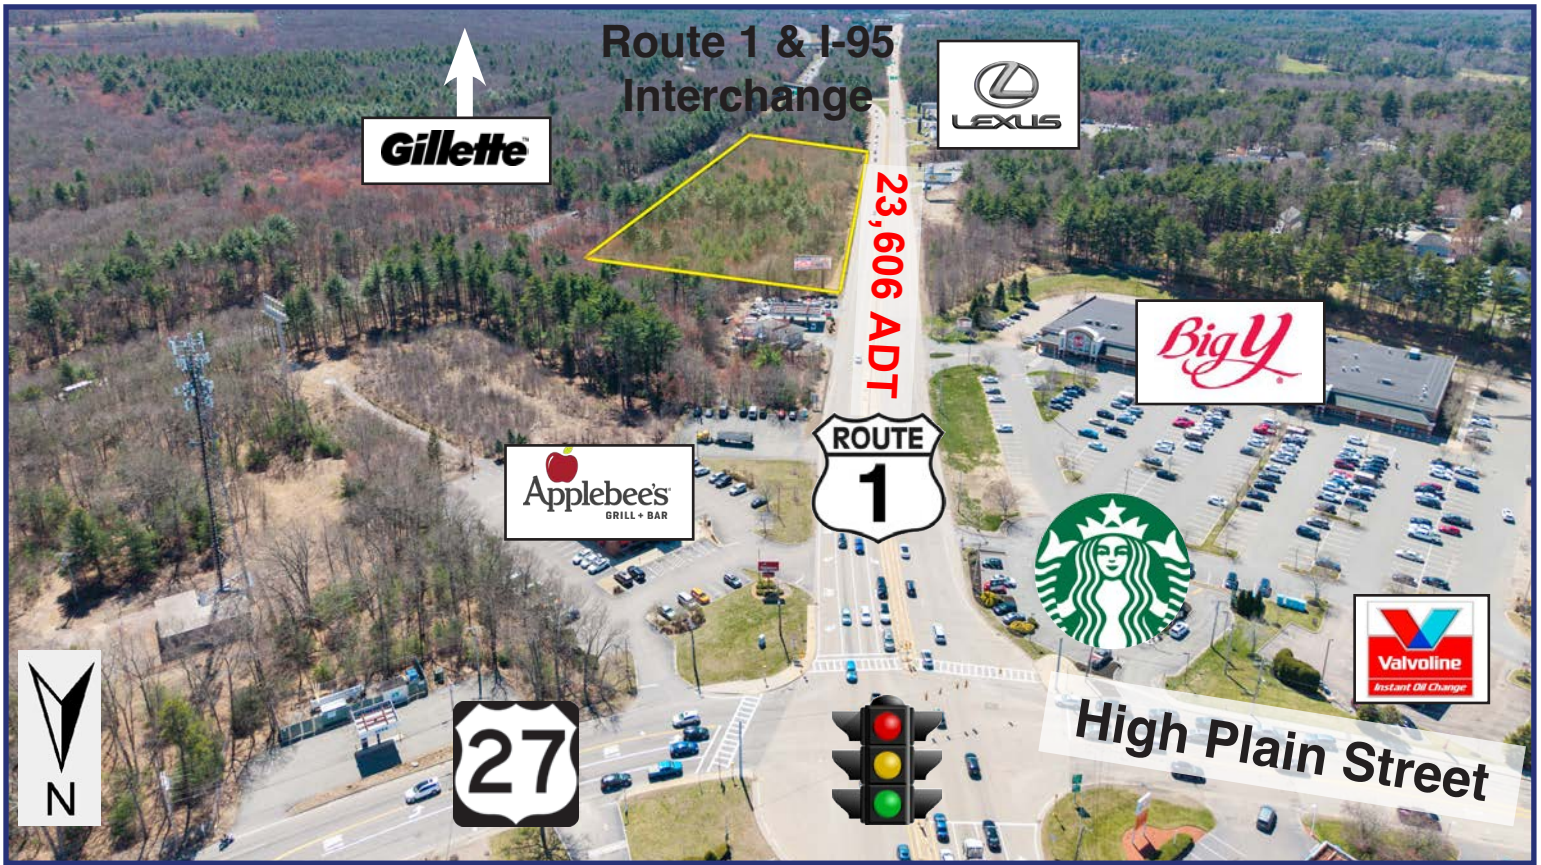 Route 1 & I-95
Interchange
Gillette
LEXUS
23,606 ADT
Big Y
ROUTE
1
Applebee's
GRILL + BAR
Valvoline
Instant Oil Change
High Plain Street
27
N